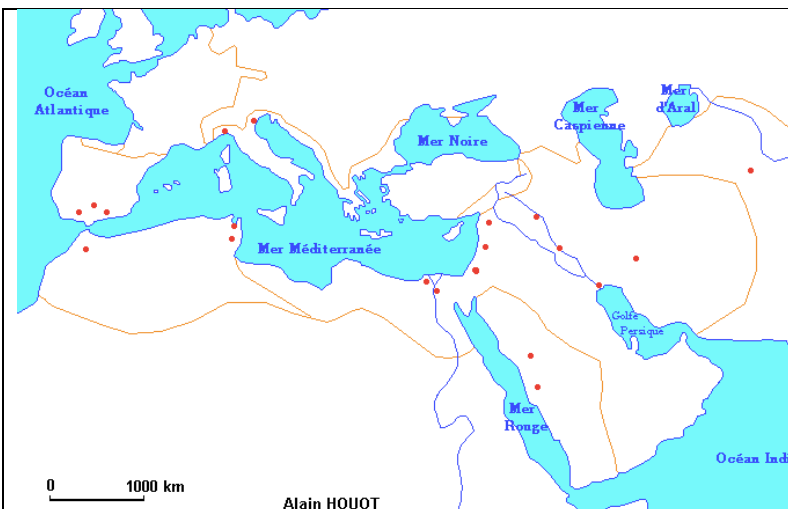 Océan
Atlantique
Mer Noire
Mer
Caspienne
Mer
d'Aral
Mer Méditerranée
Golfe
Persique
Mer
Rouge
Océan Indi
0 1000 km
Alain HOUOT